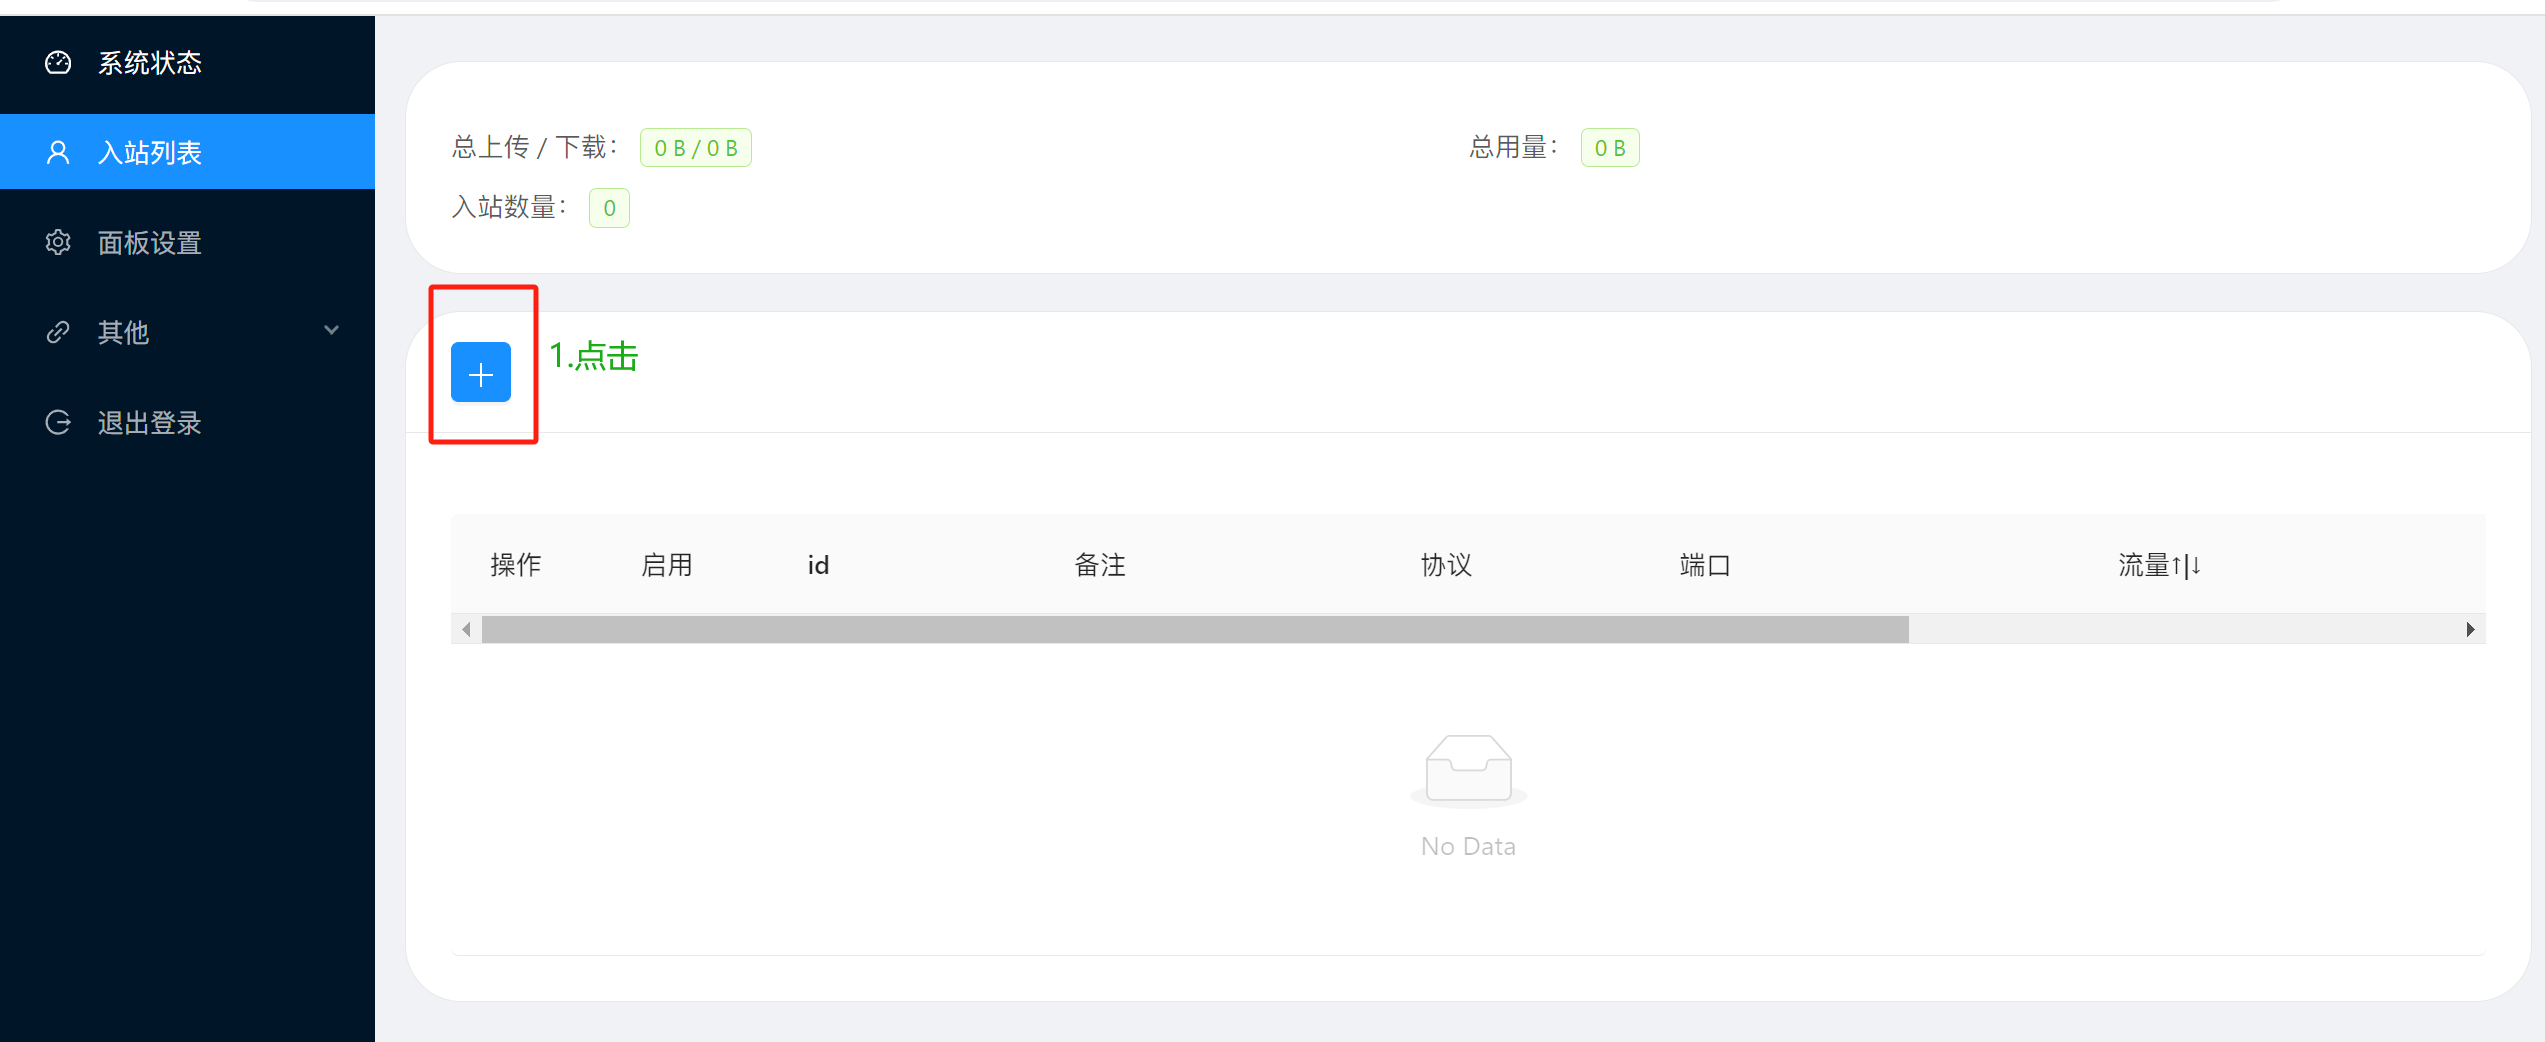 系统状态
入站列表
面板设置
其他
退出登录
总上传 / 下载： 0 B / 0 B
总用量： 0 B
入站数量： 0
1.点击
操作 启用 id 备注 协议 端口 流量↑|↓
No Data